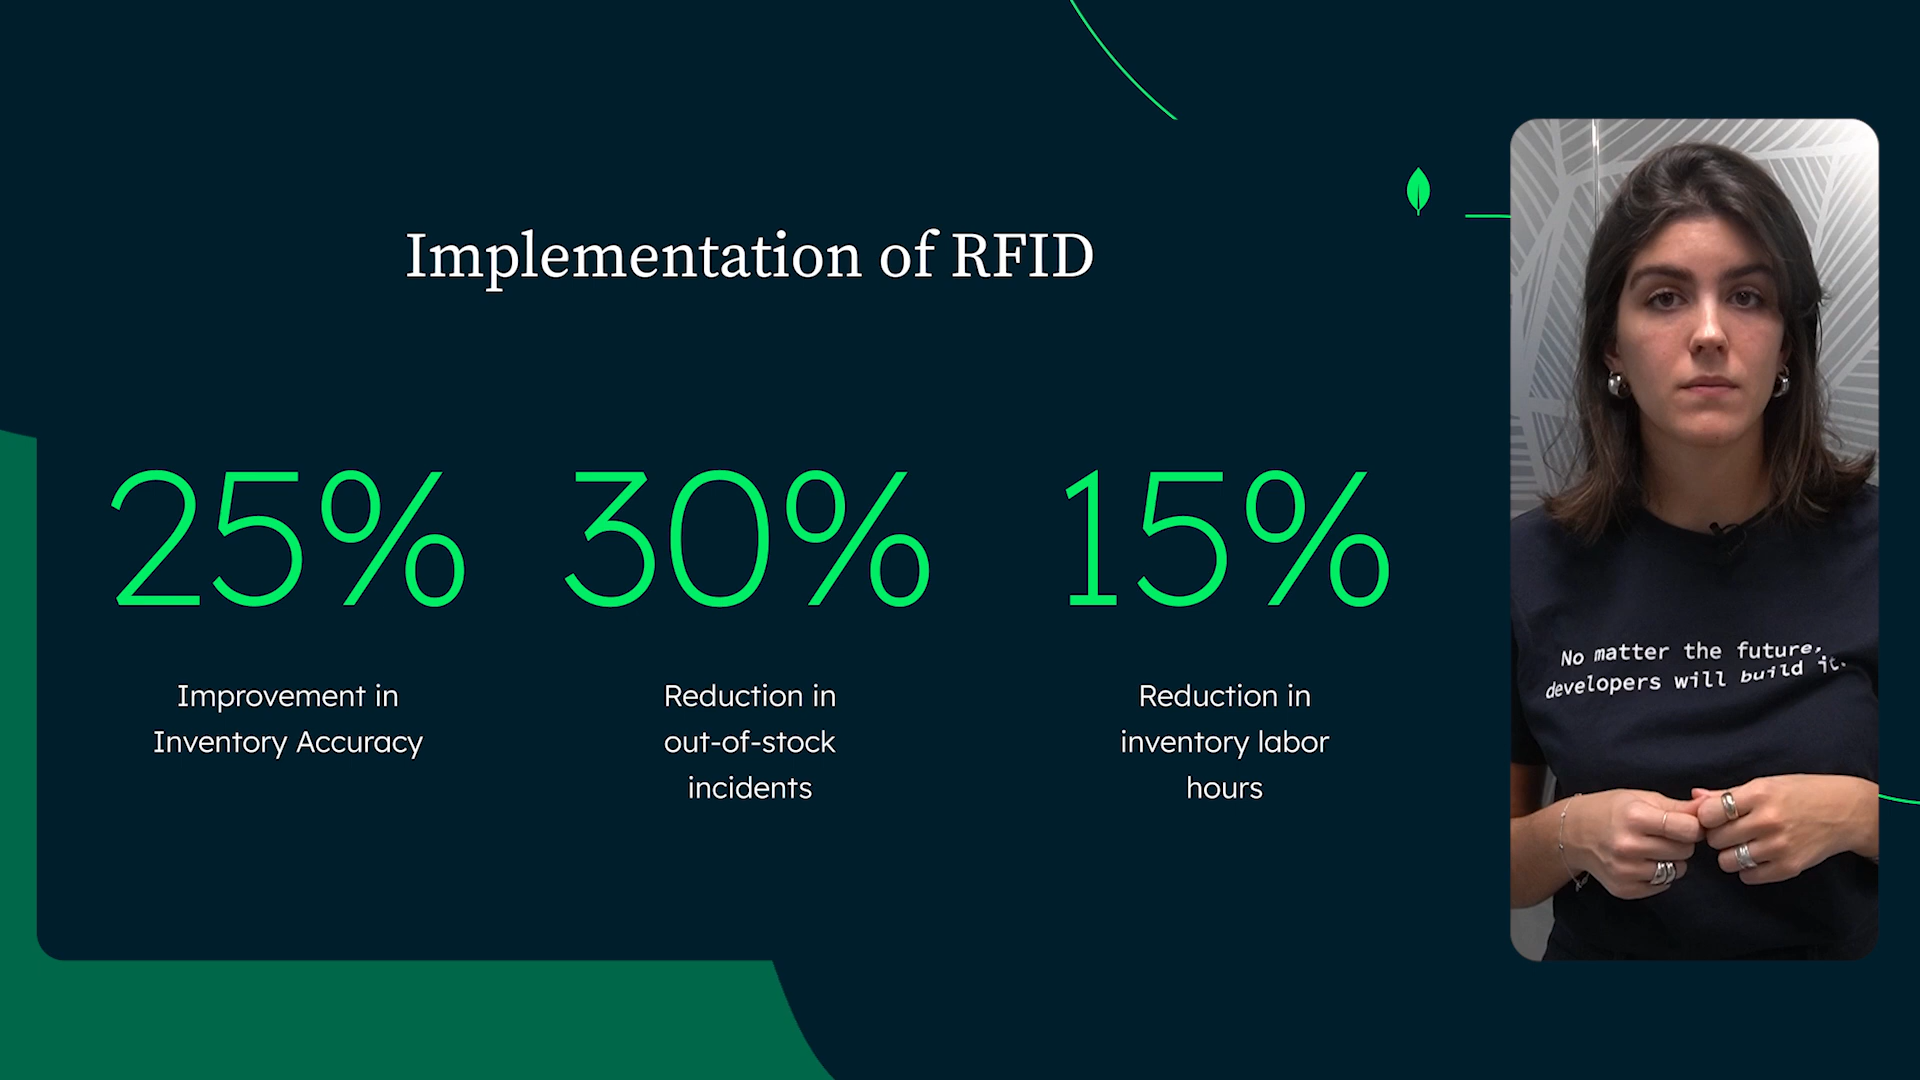 Implementation of RFID
25%
Improvement in
Inventory Accuracy
30%
Reduction in
out-of-stock
incidents
15%
Reduction in
inventory labor
hours
No matter the future,
developers will build it.